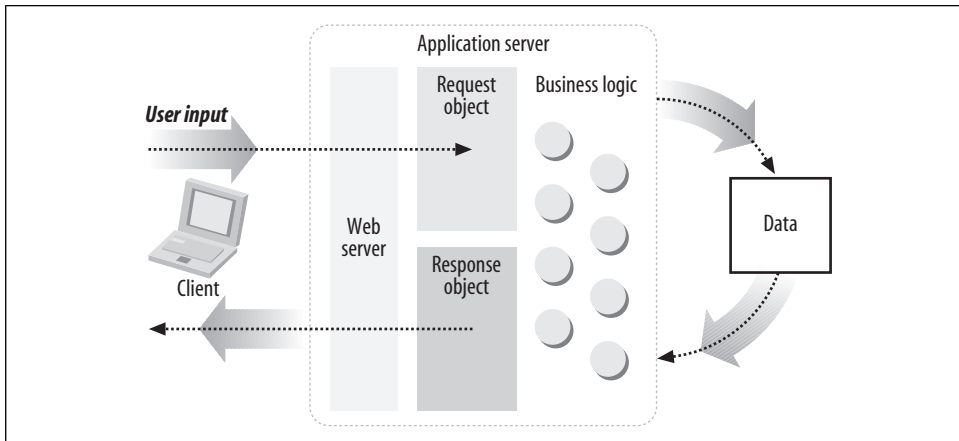 Application server
User input
Request
object
Business logic
Web
server
Data
Response
object
Client